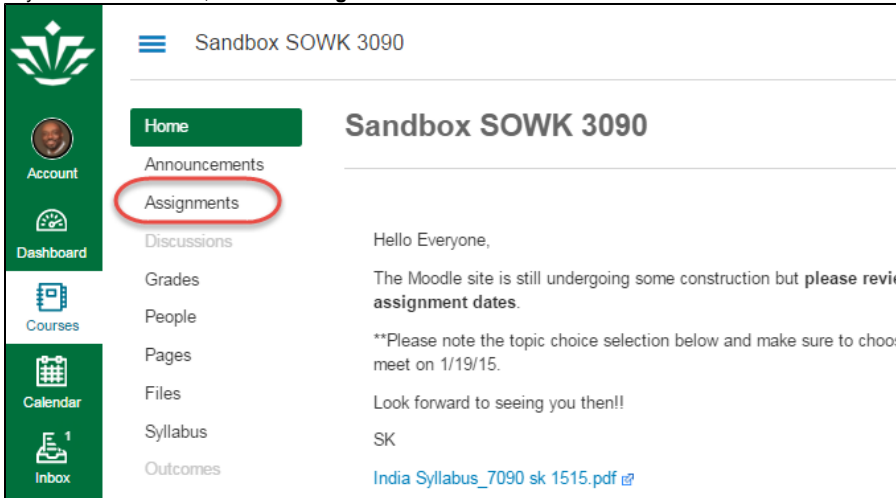 Sandbox SOWK 3090
Home
Announcements
Assignments
Discussions
Grades
People
Pages
Files
Syllabus
Outcomes
Account
Dashboard
Courses
Calendar
1
Inbox
Sandbox SOWK 3090
Hello Everyone,
The Moodle site is still undergoing some construction but please
assignment dates.
**Please note the topic choice selection below and make sure to
meet on 1/19/15.
Look forward to seeing you then!!
SK
India Syllabus_7090 sk 1515.pdf